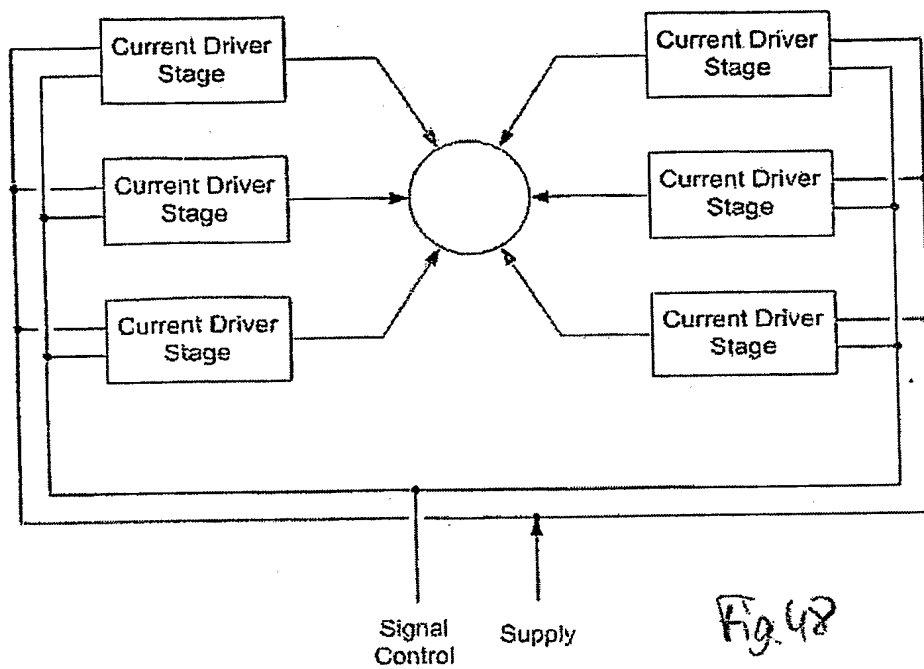 Current Driver
Stage
Current Driver
Stage
Current Driver
Stage
Current Driver
Stage
Current Driver
Stage
Current Driver
Stage
Signal
Control
Supply
Fig. 48